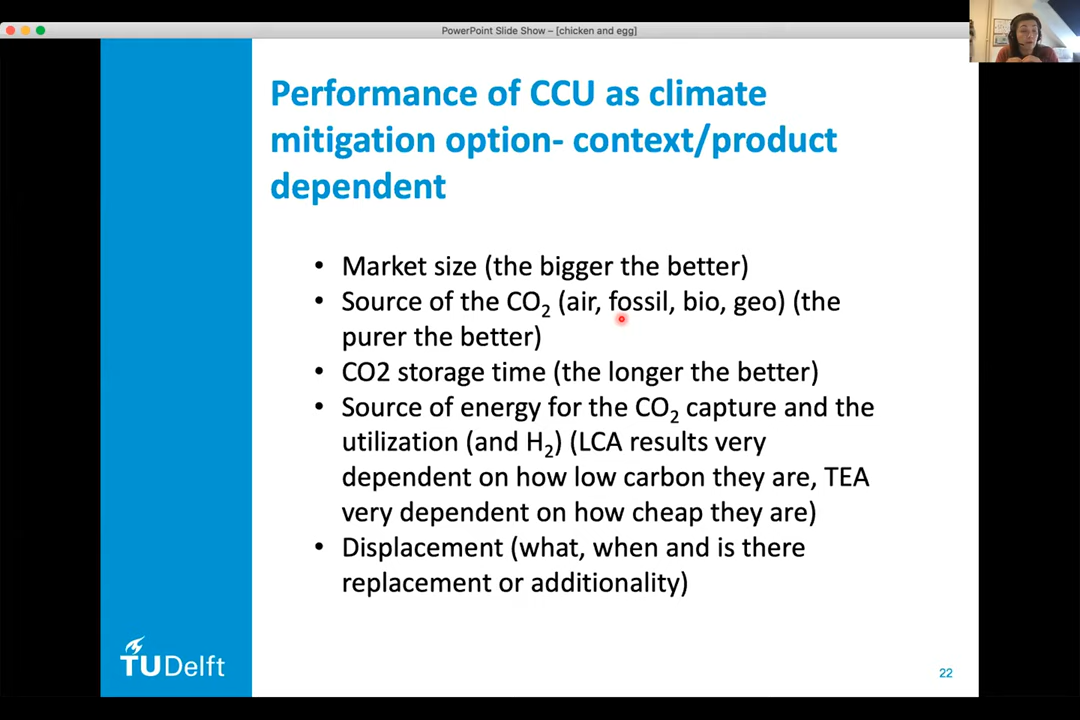 PowerPoint Slide Show – [chicken and egg]
Performance of CCU as climate
mitigation option- context/product
dependent
• Market size (the bigger the better)
• Source of the CO₂ (air, fossil, bio, geo) (the
purer the better)
• CO2 storage time (the longer the better)
• Source of energy for the CO₂ capture and the
utilization (and H₂) (LCA results very
dependent on how low carbon they are, TEA
very dependent on how cheap they are)
• Displacement (what, when and is there
replacement or additionality)
TUDelft
22